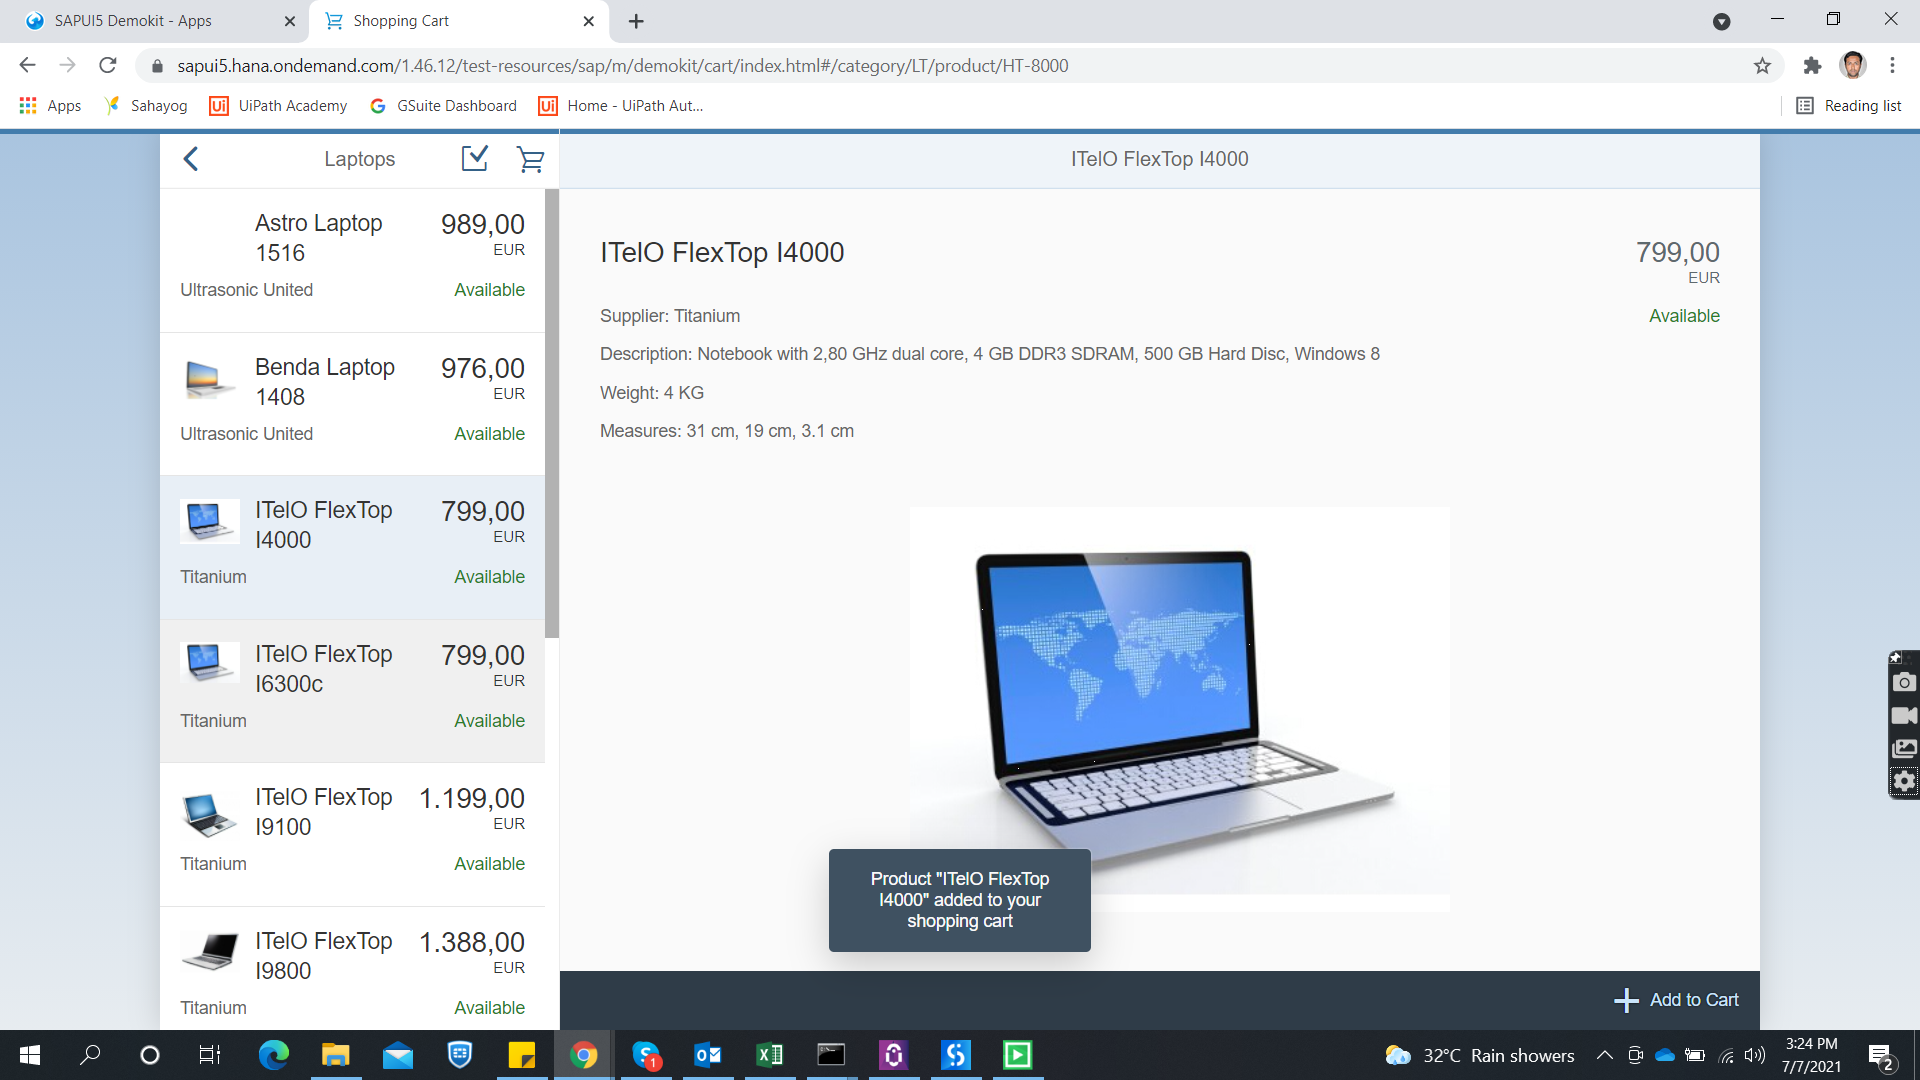 SAPUI5 Demokit - Apps
Shopping Cart
sapui5.hana.ondemand.com/1.46.12/test-resources/sap/m/demokit/cart/index.html#/category/LT/product/HT-8000
Apps
Sahayog
Ui UiPath Academy
GSuite Dashboard
Ui Home - UiPath Aut...
Reading list
Laptops
Astro Laptop 1516
989,00
EUR
Ultrasonic United
Available
Benda Laptop 1408
976,00
EUR
Ultrasonic United
Available
ITelO FlexTop I4000
799,00
EUR
Titanium
Available
ITelO FlexTop I6300c
799,00
EUR
Titanium
Available
ITelO FlexTop I9100
1.199,00
EUR
Titanium
Available
ITelO FlexTop I9800
1.388,00
EUR
Titanium
Available
ITelO FlexTop I4000
ITelO FlexTop I4000
799,00
EUR
Supplier: Titanium
Available
Description: Notebook with 2,80 GHz dual core, 4 GB DDR3 SDRAM, 500 GB Hard Disc, Windows 8
Weight: 4 KG
Measures: 31 cm, 19 cm, 3.1 cm
Product "ITelO FlexTop
I4000" added to your
shopping cart
Add to Cart
1
32°C Rain showers
3:24 PM
7/7/2021
2